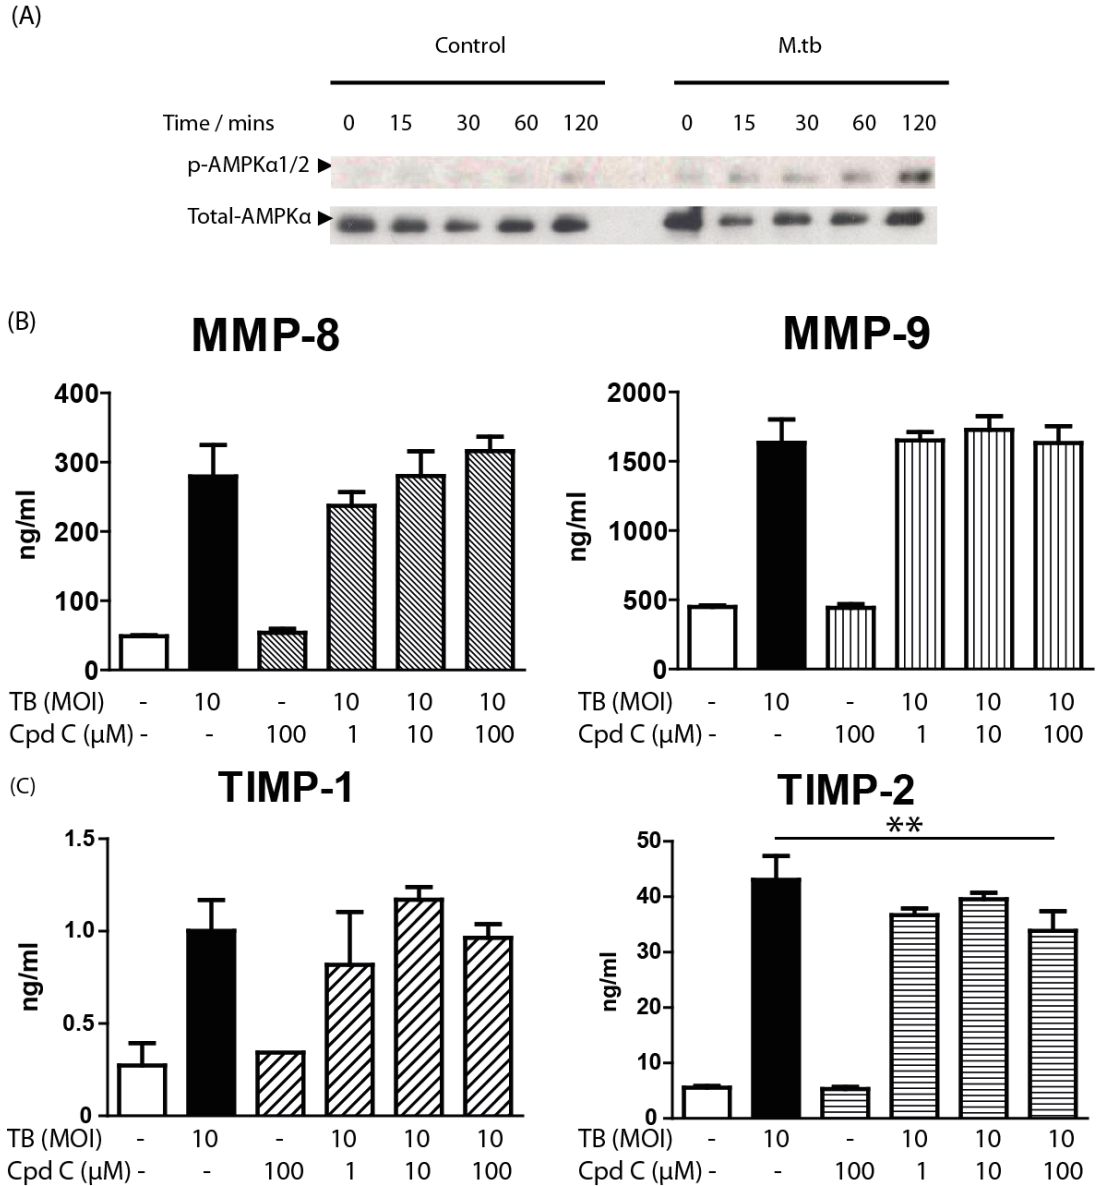 (A)
Control M.tb
Time / mins 0 15 30 60 120 0 15 30 60 120
p-AMPKα1/2
Total-AMPKα
(B)
MMP-8
400
300
200
100
0
ng/ml
TB (MOI) - 10 - 10 10 10
Cpd C (μM) - - 100 1 10 100
MMP-9
2000
1500
1000
500
0
ng/ml
TB (MOI) - 10 - 10 10 10
Cpd C (μM) - - 100 1 10 100
(C)
TIMP-1
1.5
1.0
0.5
0
ng/ml
TB (MOI) - 10 - 10 10 10
Cpd C (μM) - - 100 1 10 100
TIMP-2
**
50
40
30
20
10
0
ng/ml
TB (MOI) - 10 - 10 10 10
Cpd C (μM) - - 100 1 10 100